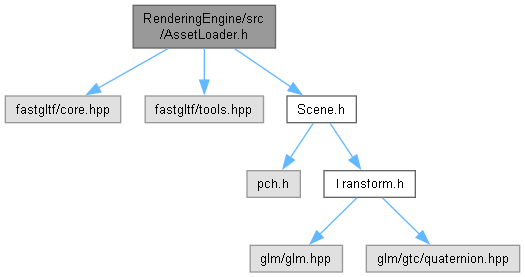 RenderingEngine/src
/AssetLoader.h
fastgltf/core.hpp
fastgltf/tools.hpp
Scene.h
pch.h
Transform.h
glm/glm.hpp
glm/gtc/quaternion.hpp